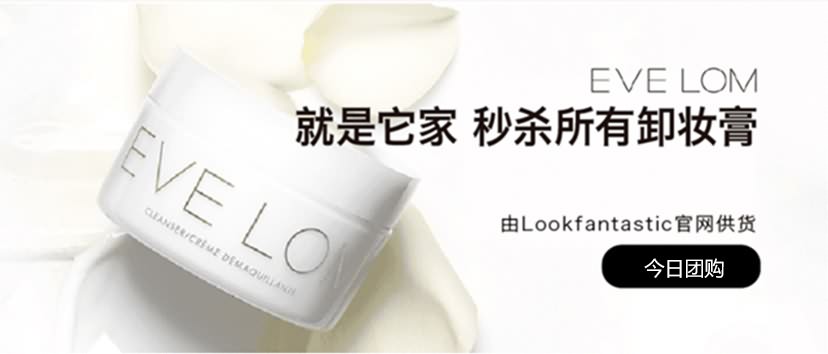 EVE LOM
就是它家 秒杀所有卸妆膏
由Lookfantastic官网供货
今日团购
EVE LOM
CLEANSER/CRÈME DEMAQUILLANTE